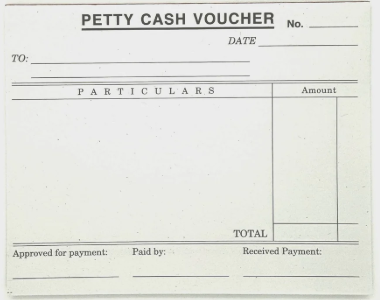 PETTY CASH VOUCHER No.
DATE
TO:
PARTICULARS Amount
TOTAL
Approved for payment: Paid by: Received Payment: